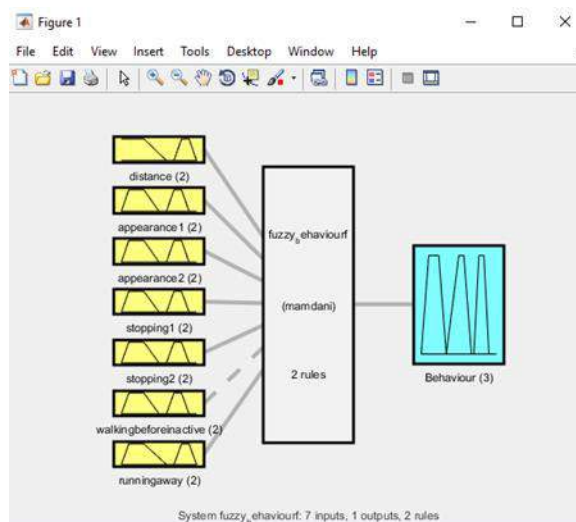 Figure 1
File Edit View Insert Tools Desktop Window Help
distance (2)
appearance1 (2)
appearance2 (2)
stopping1 (2)
stopping2 (2)
walkingbeforeinactive (2)
runningaway (2)
fuzzy_behaviourf
(mamdani)
2 rules
Behaviour (3)
System fuzzy_ehaviourf: 7 inputs, 1 outputs, 2 rules